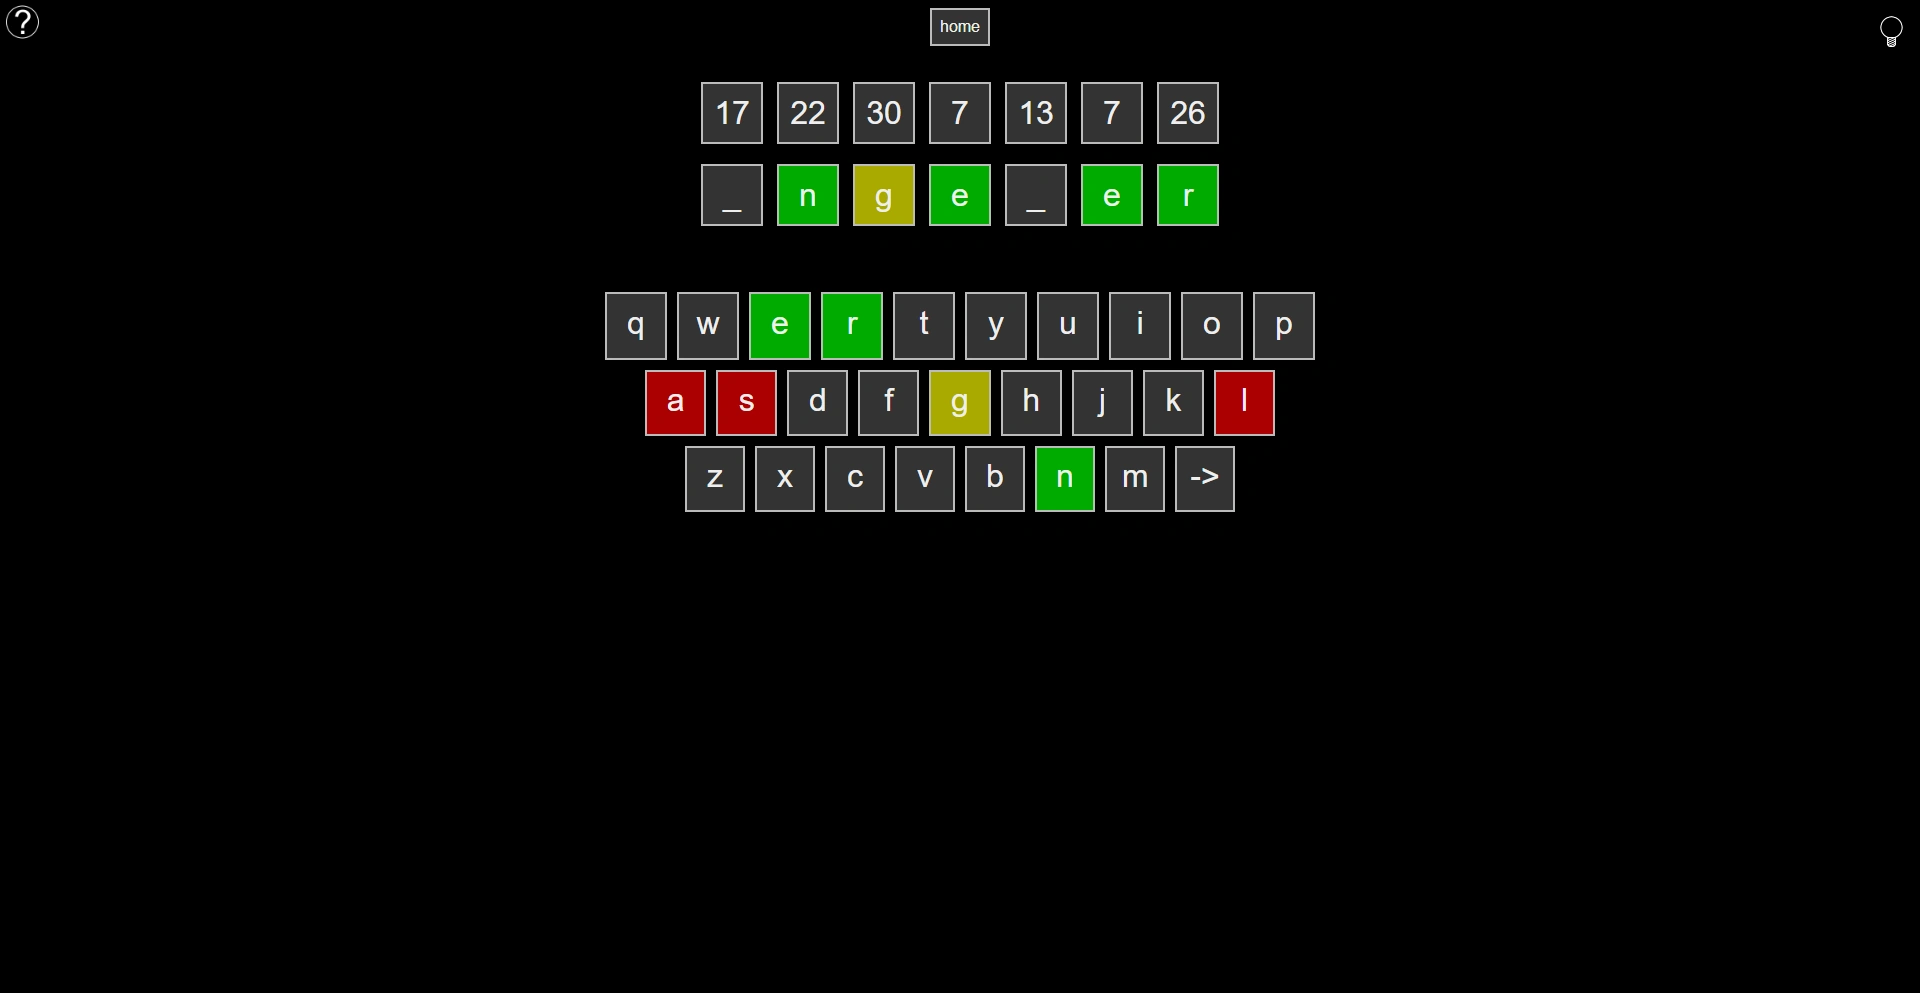 ?
home
17 22 30 7 13 7 26
_ n g e _ e r
q w e r t y u i o p
a s d f g h j k l
z x c v b n m ->